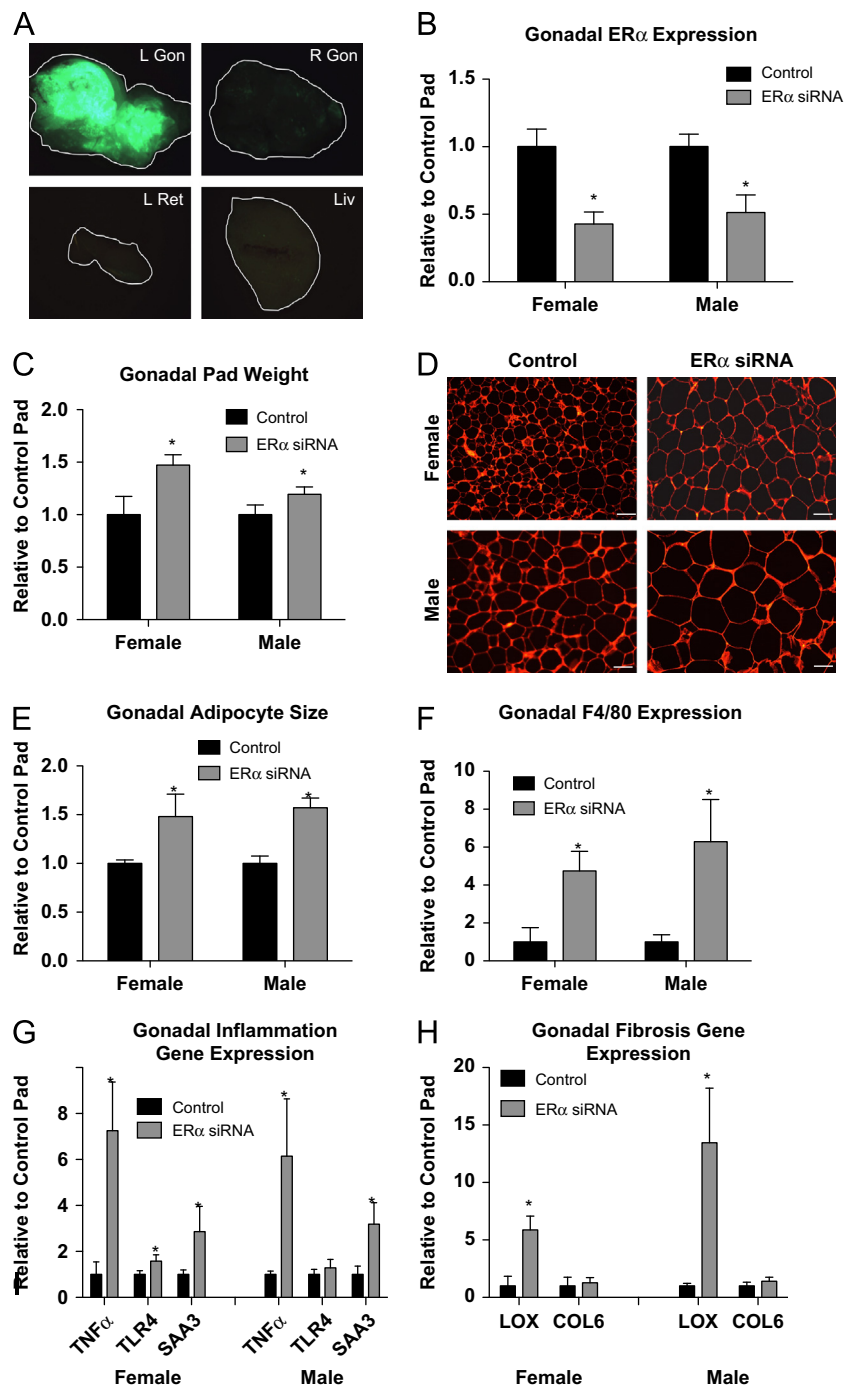 A
L Gon
R Gon
L Ret
Liv
B
Gonadal ERα Expression
Relative to Control Pad
1.5
1.0
0.5
0.0
Control
ERα siRNA
*
*
Female
Male
C
Gonadal Pad Weight
Relative to Control Pad
2.0
1.5
1.0
0.5
0.0
Control
ERα siRNA
*
*
Female
Male
D
Control
ERα siRNA
Female
Male
E
Gonadal Adipocyte Size
Relative to Control Pad
2.0
1.5
1.0
0.5
0.0
Control
ERα siRNA
*
*
Female
Male
F
Gonadal F4/80 Expression
Relative to Control Pad
10
8
6
4
2
0
Control
ERα siRNA
*
*
Female
Male
G
Gonadal Inflammation
Gene Expression
Relative to Control Pad
8
6
4
2
0
Control
ERα siRNA
*
*
*
*
*
TNFα
TLR4
SAA3
TNFα
TLR4
SAA3
Female
Male
H
Gonadal Fibrosis Gene
Expression
Relative to Control Pad
20
15
10
5
0
Control
ERα siRNA
*
*
LOX
COL6
LOX
COL6
Female
Male